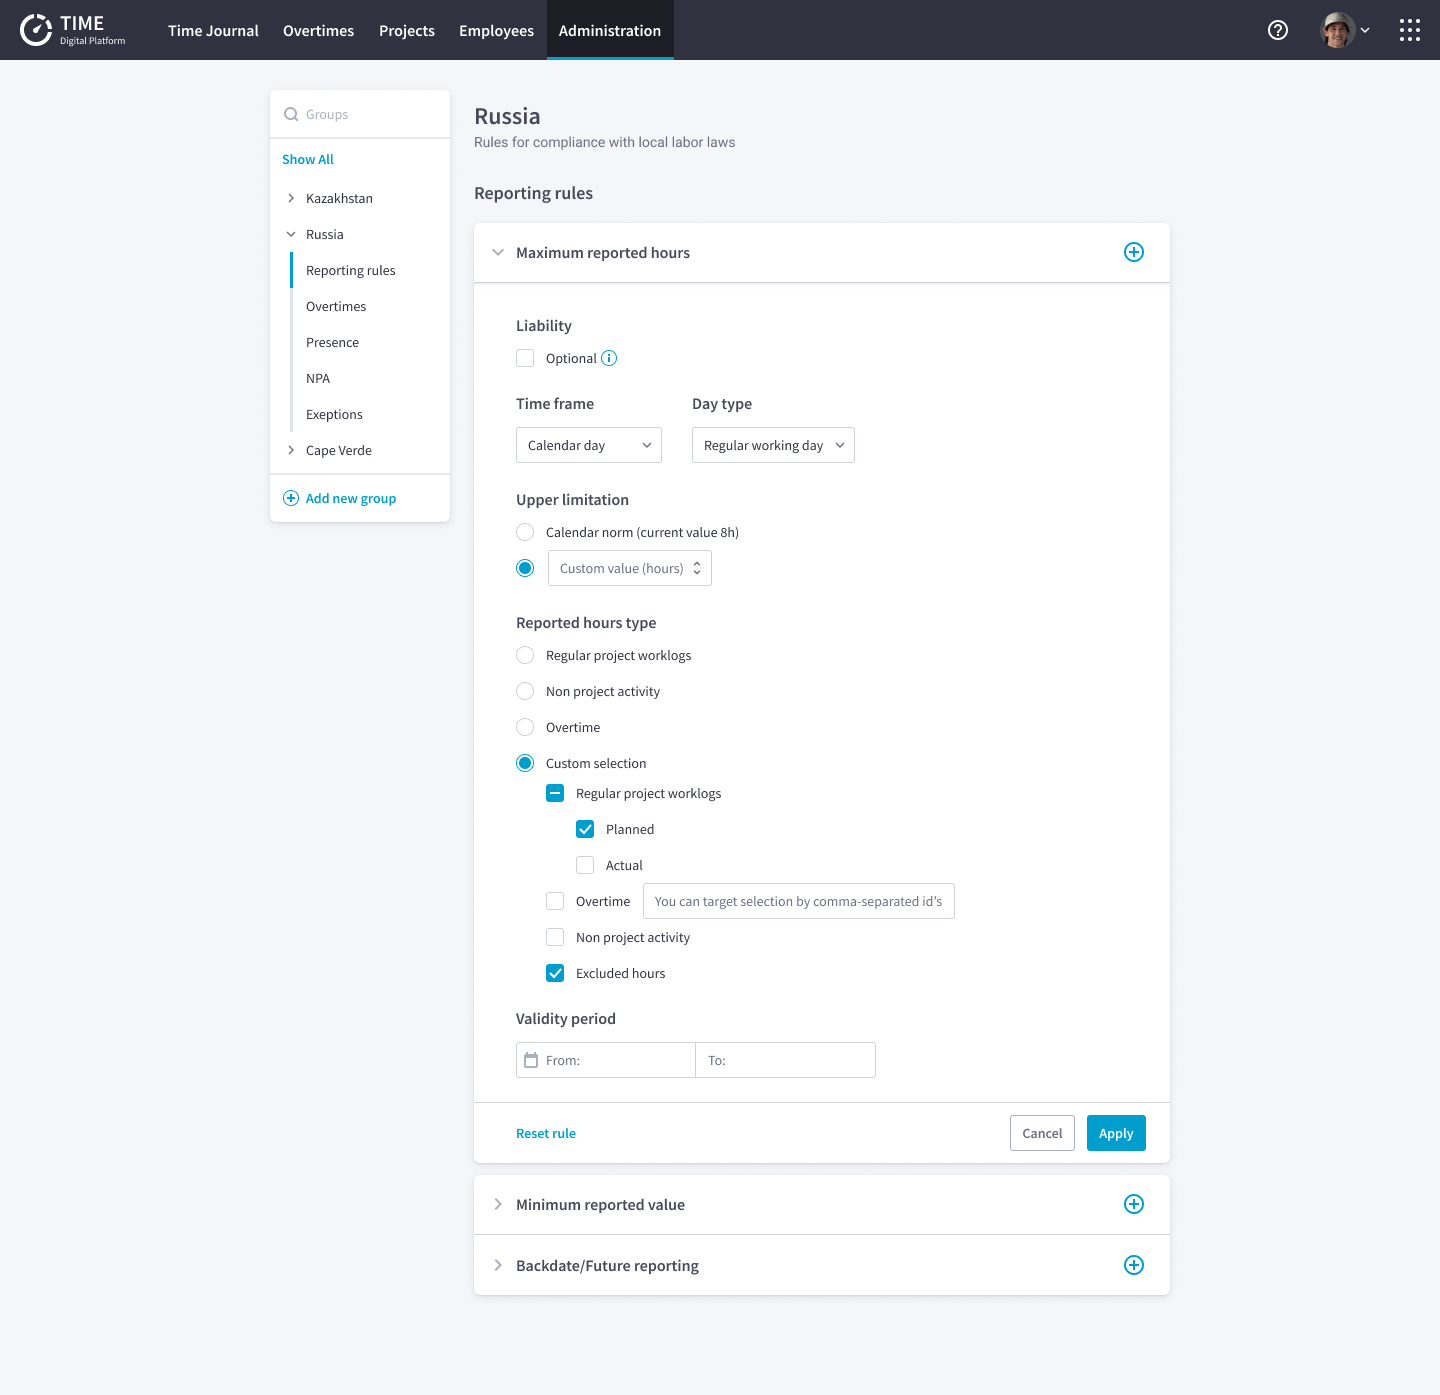 TIME
Digital Platform
Time Journal
Overtimes
Projects
Employees
Administration
Groups
Show All
Kazakhstan
Russia
Reporting rules
Overtimes
Presence
NPA
Exeptions
Cape Verde
Add new group
Russia
Rules for compliance with local labor laws
Reporting rules
Maximum reported hours
Liability
Optional
Time frame
Day type
Calendar day
Regular working day
Upper limitation
Calendar norm (current value 8h)
Custom value (hours)
Reported hours type
Regular project worklogs
Non project activity
Overtime
Custom selection
Regular project worklogs
Planned
Actual
Overtime
You can target selection by comma-separated id’s
Non project activity
Excluded hours
Validity period
From:
To:
Reset rule
Cancel
Apply
Minimum reported value
Backdate/Future reporting